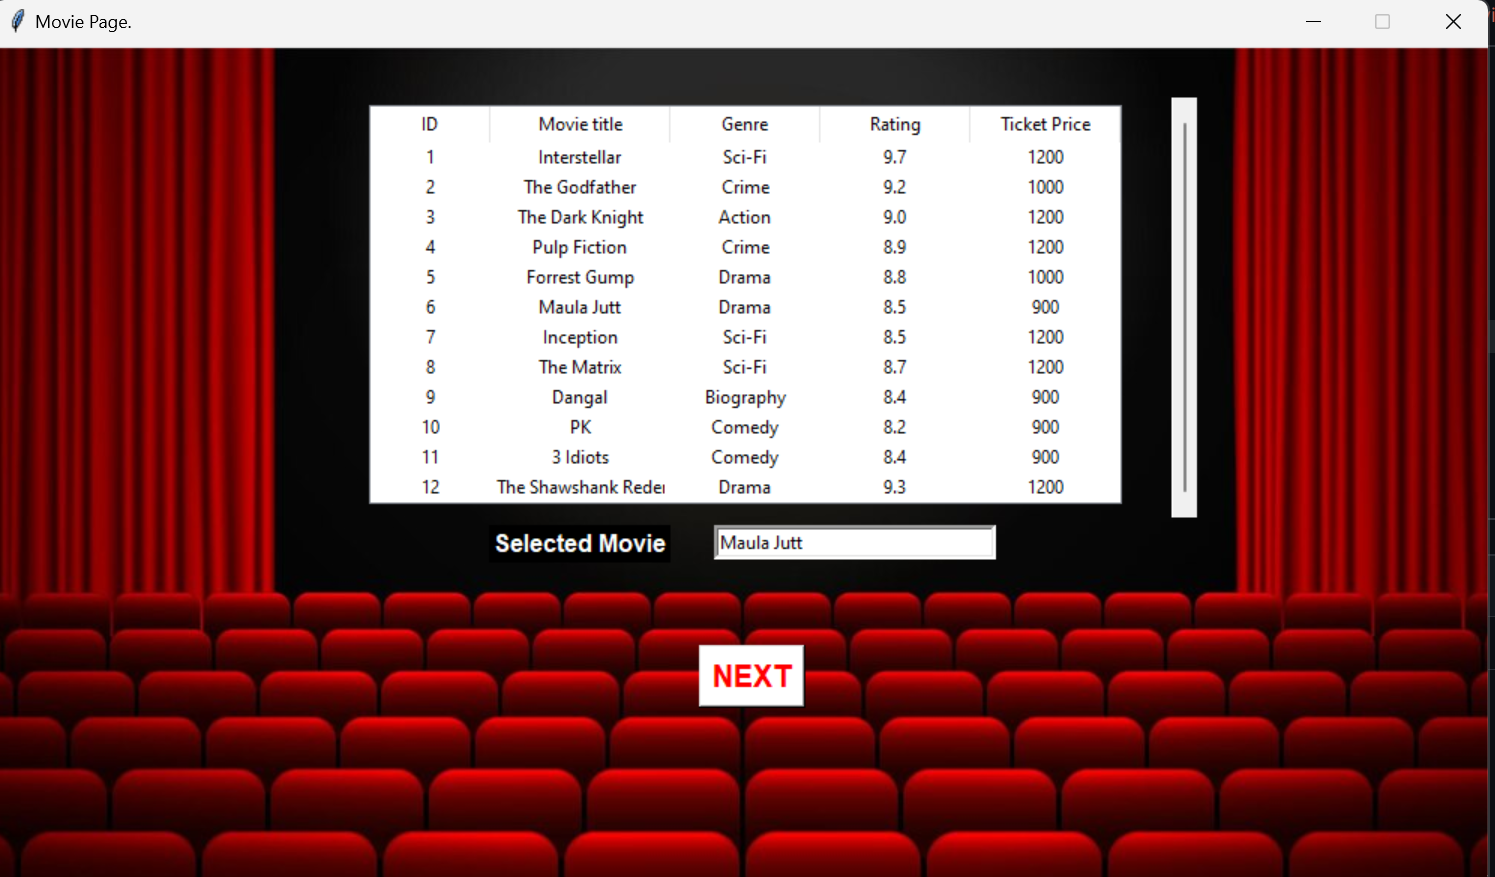 Movie Page.
ID Movie title Genre Rating Ticket Price
1 Interstellar Sci-Fi 9.7 1200
2 The Godfather Crime 9.2 1000
3 The Dark Knight Action 9.0 1200
4 Pulp Fiction Crime 8.9 1200
5 Forrest Gump Drama 8.8 1000
6 Maula Jutt Drama 8.5 900
7 Inception Sci-Fi 8.5 1200
8 The Matrix Sci-Fi 8.7 1200
9 Dangal Biography 8.4 900
10 PK Comedy 8.2 900
11 3 Idiots Comedy 8.4 900
12 The Shawshank Reder Drama 9.3 1200
Selected Movie Maula Jutt
NEXT